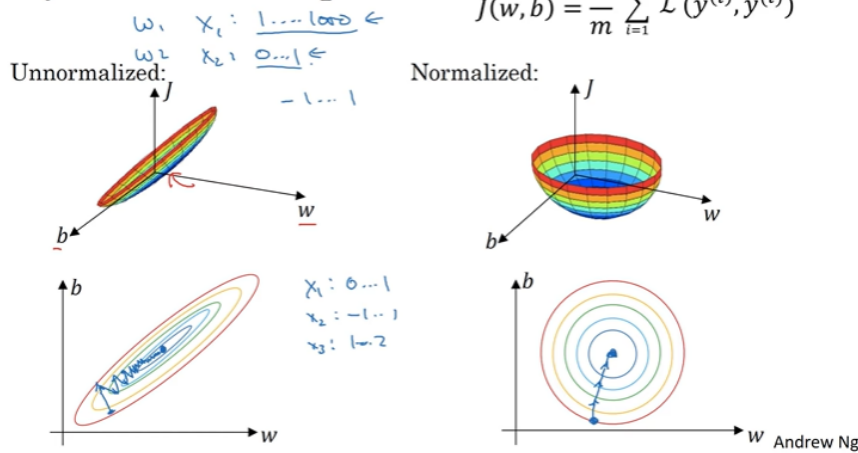 w₁ x₁ : 1....1000 ←
J(w, b) = 1/m Σ i=1 L(ŷ⁽ⁱ⁾, y⁽ⁱ⁾)
w2 x₂ : 0...1 ←
Unnormalized:
Normalized:
-1...1
J
J
w
w
b
b
b
b
x₁ : 0...1
x₂ : -1..1
x₃ : 1..2
w
w
Andrew Ng